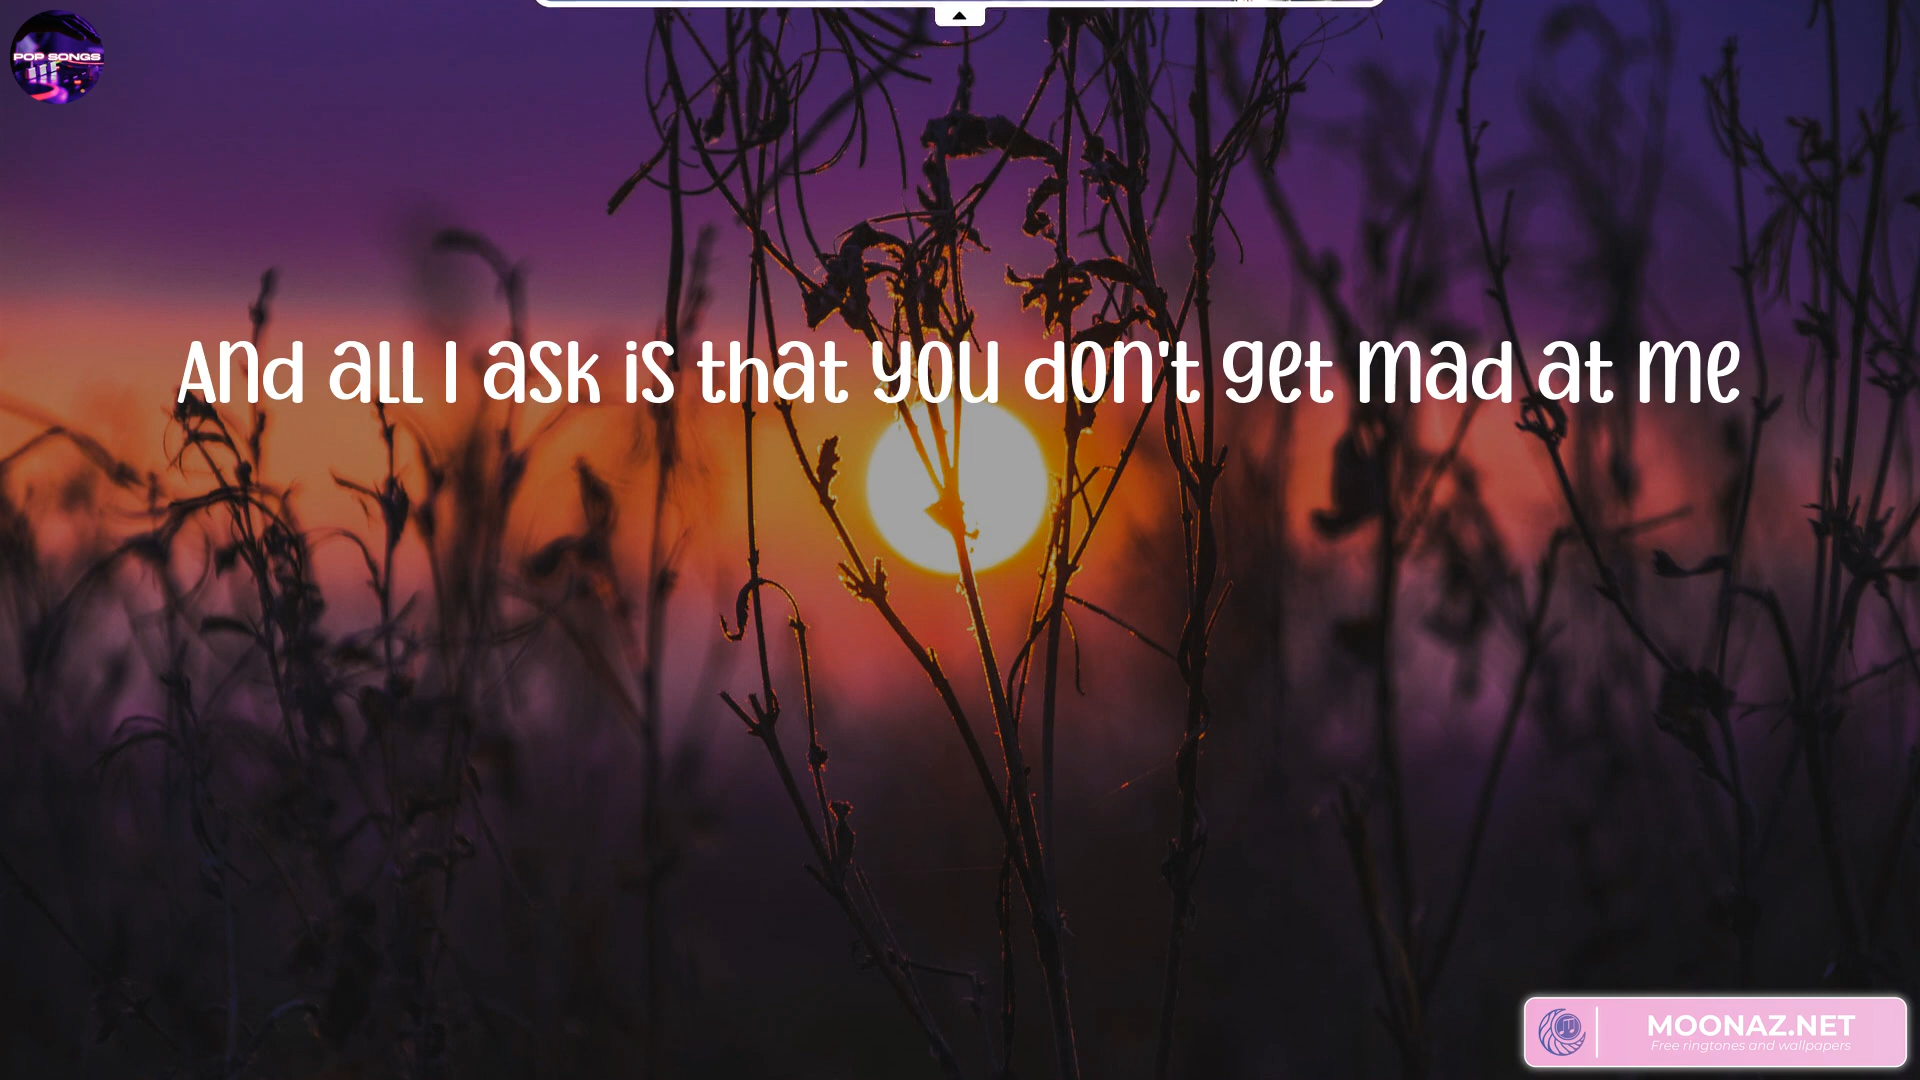 POP SONGS
And all I ask is that you don't get mad at me
MOONAZ.NET
Free ringtones and wallpapers